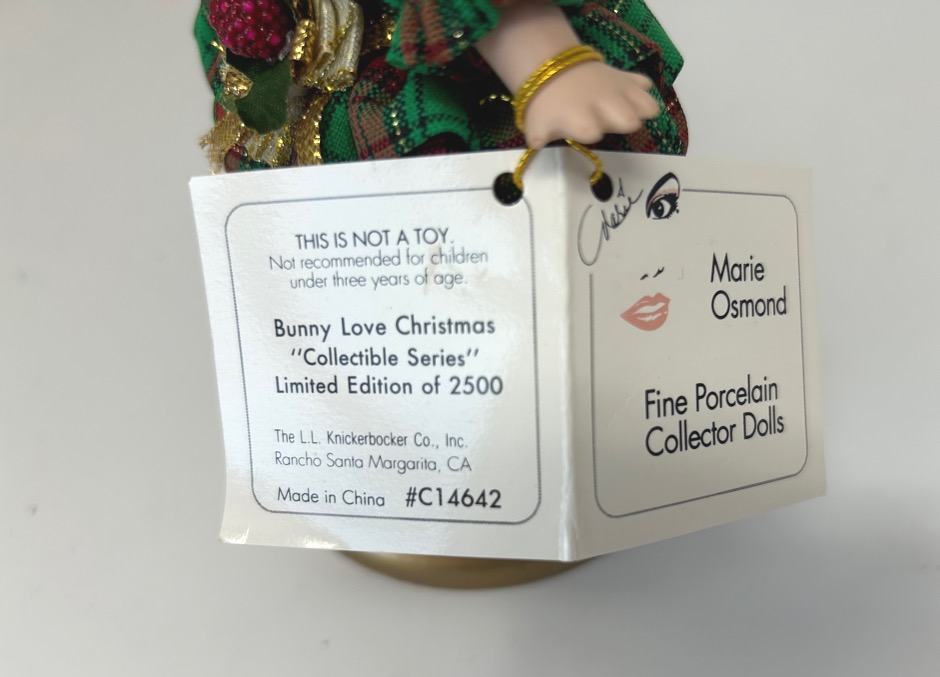 THIS IS NOT A TOY.
Not recommended for children
under three years of age.
Bunny Love Christmas
"Collectible Series"
Limited Edition of 2500
The L.L. Knickerbocker Co., Inc.
Rancho Santa Margarita, CA
Made in China #C14642
Marie
Osmond
Fine Porcelain
Collector Dolls